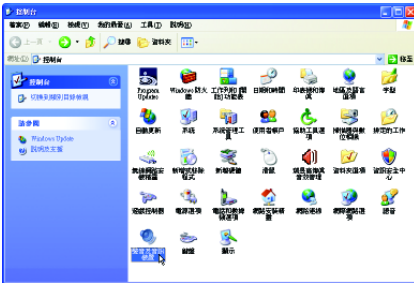 控制台
檔案(F) 編輯(E) 檢視(V) 我的最愛(A) 工具(T) 說明(H)
上一頁 搜尋 資料夾
網址(D) 控制台 移至
控制台
切換到類別目錄檢視
請參閱
Windows Update
說明及支援
Program Updates
Windows 防火牆
工作列和 [開始] 功能表
日期和時間
印表機和傳真
地區及語言選項
字型
自動更新
系統
系統管理工具
使用者帳戶
協助工具選項
掃描器與數位相機
排定的工作
無線網路安裝精靈
新增或移除程式
新增硬體
滑鼠
資料夾選項
資訊安全中心
遊戲控制器
電源選項
電話和數據機選項
網路安裝精靈
網路連線
網際網路選項
語音
聲音及音訊裝置
鍵盤
顯示